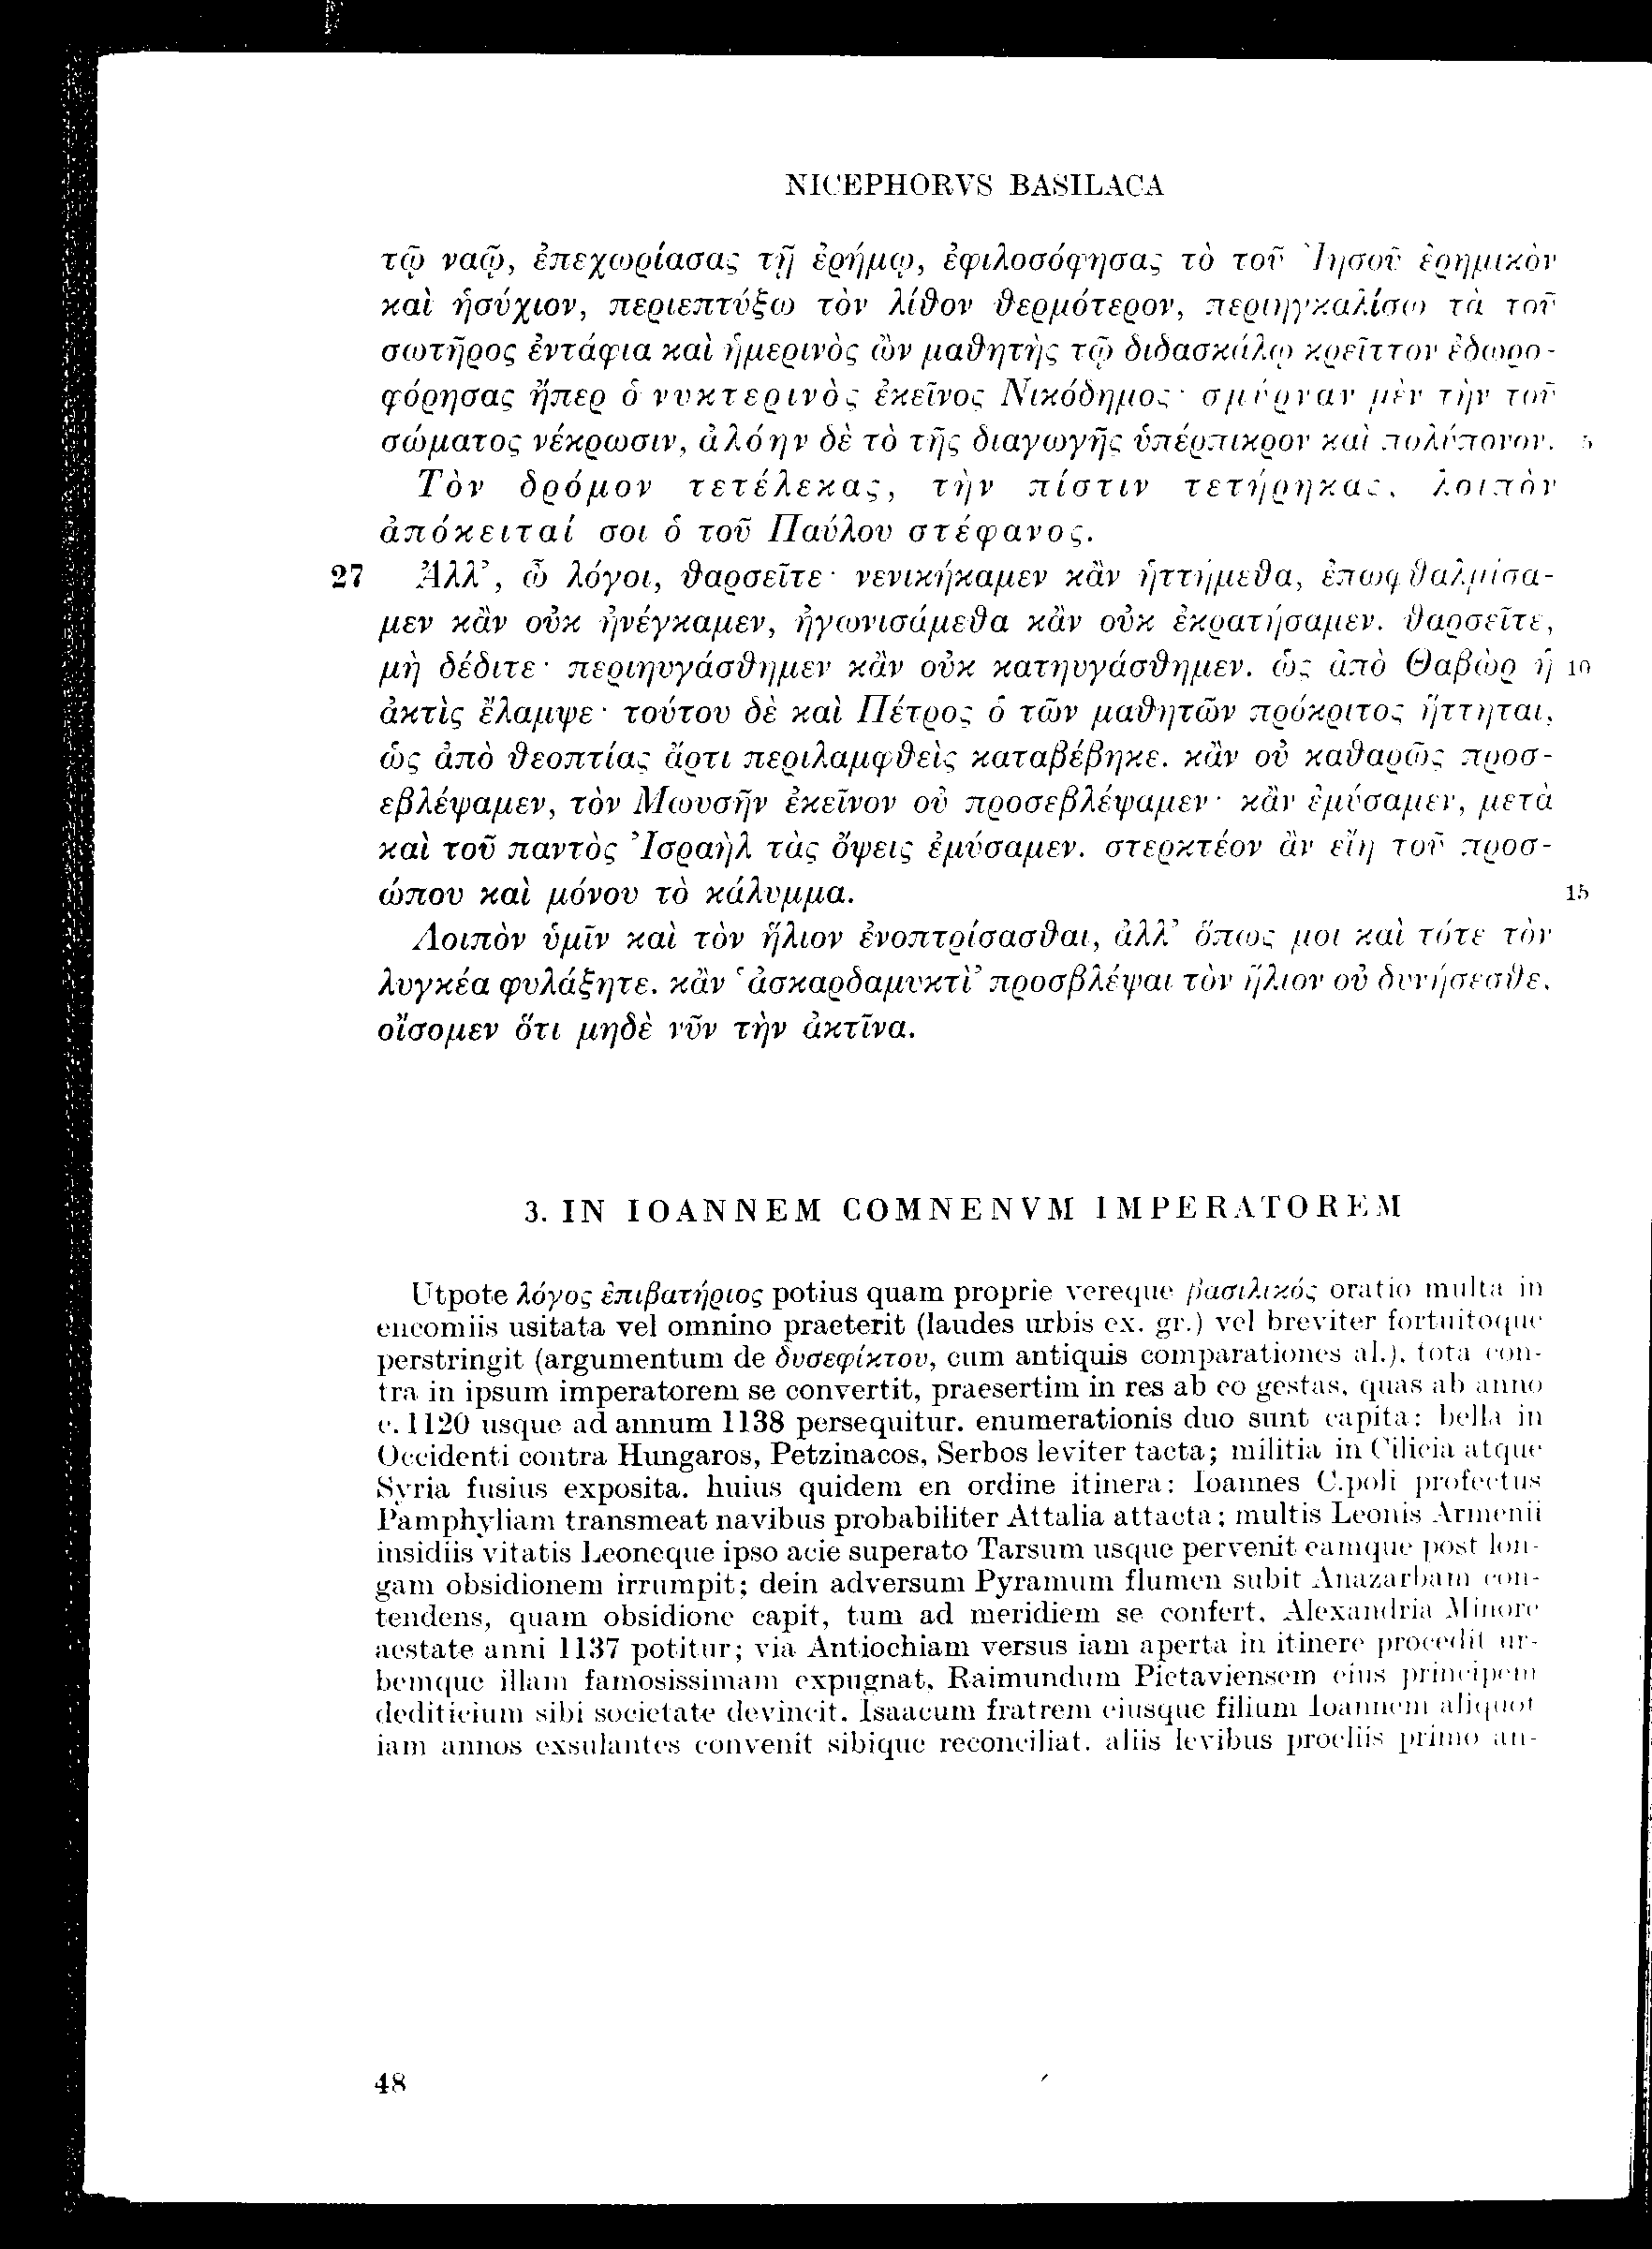 NICEPHORVS BASILACA
τῷ ναῷ, ἐπεχωρίασας τῇ ἐρήμῳ, ἐφιλοσόφησας τὸ τοῦ Ἰησοῦ ἐρημικὸν
καὶ ἡσύχιον, περιεπτύξω τὸν λίθον θερμότερον, περιηγκαλίσω τὰ τοῦ
σωτῆρος ἐντάφια καὶ ἡμερινὸς ὢν μαθητὴς τῷ διδασκάλῳ κρεῖττον ἐδωρο-
φόρησας ἤπερ ὁ νυκτερινὸς ἐκεῖνος Νικόδημος· σμύρναν μὲν τὴν τοῦ
σώματος νέκρωσιν, ἀλόην δὲ τὸ τῆς διαγωγῆς ὑπέρπικρον καὶ πολύπονον. 5
Τὸν δρόμον τετέλεκας, τὴν πίστιν τετήρηκας, λοιπὸν
ἀπόκειταί σοι ὁ τοῦ Παύλου στέφανος.
27 Ἀλλ’, ὦ λόγοι, θαρσεῖτε· νενικήκαμεν κἂν ἡττήμεθα, ἐπωφθαλμίσα-
μεν κἂν οὐκ ἠνέγκαμεν, ἠγωνισάμεθα κἂν οὐκ ἐκρατήσαμεν. θαρσεῖτε,
μὴ δέδιτε· περιηυγάσθημεν κἂν οὐκ κατηυγάσθημεν. ὡς ἀπὸ Θαβὼρ ἡ 10
ἀκτὶς ἔλαμψε· τούτου δὲ καὶ Πέτρος ὁ τῶν μαθητῶν πρόκριτος ἥττηται,
ὡς ἀπὸ θεοπτίας ἄρτι περιλαμφθεὶς καταβέβηκε. κἂν οὐ καθαρῶς προσ-
εβλέψαμεν, τὸν Μωυσῆν ἐκεῖνον οὐ προσεβλέψαμεν· κἂν ἐμύσαμεν, μετὰ
καὶ τοῦ παντὸς Ἰσραὴλ τὰς ὄψεις ἐμύσαμεν. στερκτέον ἂν εἴη τοῦ προσ-
ώπου καὶ μόνου τὸ κάλυμμα. 15
Λοιπὸν ὑμῖν καὶ τὸν ἥλιον ἐνοπτρίσασθαι, ἀλλ’ ὅπως μοι καὶ τότε τὸν
λυγκέα φυλάξητε. κἂν ‘ἀσκαρδαμυκτὶ’ προσβλέψαι τὸν ἥλιον οὐ δυνήσεσθε,
οἴσομεν ὅτι μηδὲ νῦν τὴν ἀκτῖνα.
3. IN IOANNEM COMNENVM IMPERATOREM
Utpote λόγος ἐπιβατήριος potius quam proprie vereque βασιλικός oratio multa in
encomiis usitata vel omnino praeterit (laudes urbis ex. gr.) vel breviter fortuitoque
perstringit (argumentum de δυσεφίκτου, cum antiquis comparationes al.). tota con-
tra in ipsum imperatorem se convertit, praesertim in res ab eo gestas, quas ab anno
c. 1120 usque ad annum 1138 persequitur. enumerationis duo sunt capita: bella in
Occidenti contra Hungaros, Petzinacos, Serbos leviter tacta; militia in Cilicia atque
Syria fusius exposita. huius quidem en ordine itinera: Ioannes C.poli profectus
Pamphyliam transmeat navibus probabiliter Attalia attacta; multis Leonis Armenii
insidiis vitatis Leoneque ipso acie superato Tarsum usque pervenit eamque post lon-
gam obsidionem irrumpit; dein adversum Pyramum flumen subit Anazarbam con-
tendens, quam obsidione capit, tum ad meridiem se confert, Alexandria Minore
aestate anni 1137 potitur; via Antiochiam versus iam aperta in itinere procedit ur-
bemque illam famosissimam expugnat, Raimundum Pictaviensem eius principem
dediticium sibi societate devincit. Isaacum fratrem eiusque filium Ioannem aliquot
iam annos exsulantes convenit sibique reconciliat. aliis levibus proeliis primo an-
48